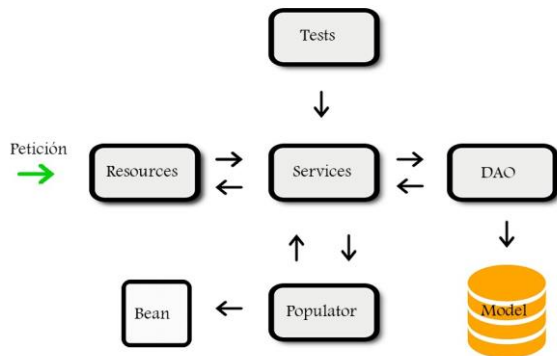 Tests
Petición
Resources
Services
DAO
Bean
Populator
Model